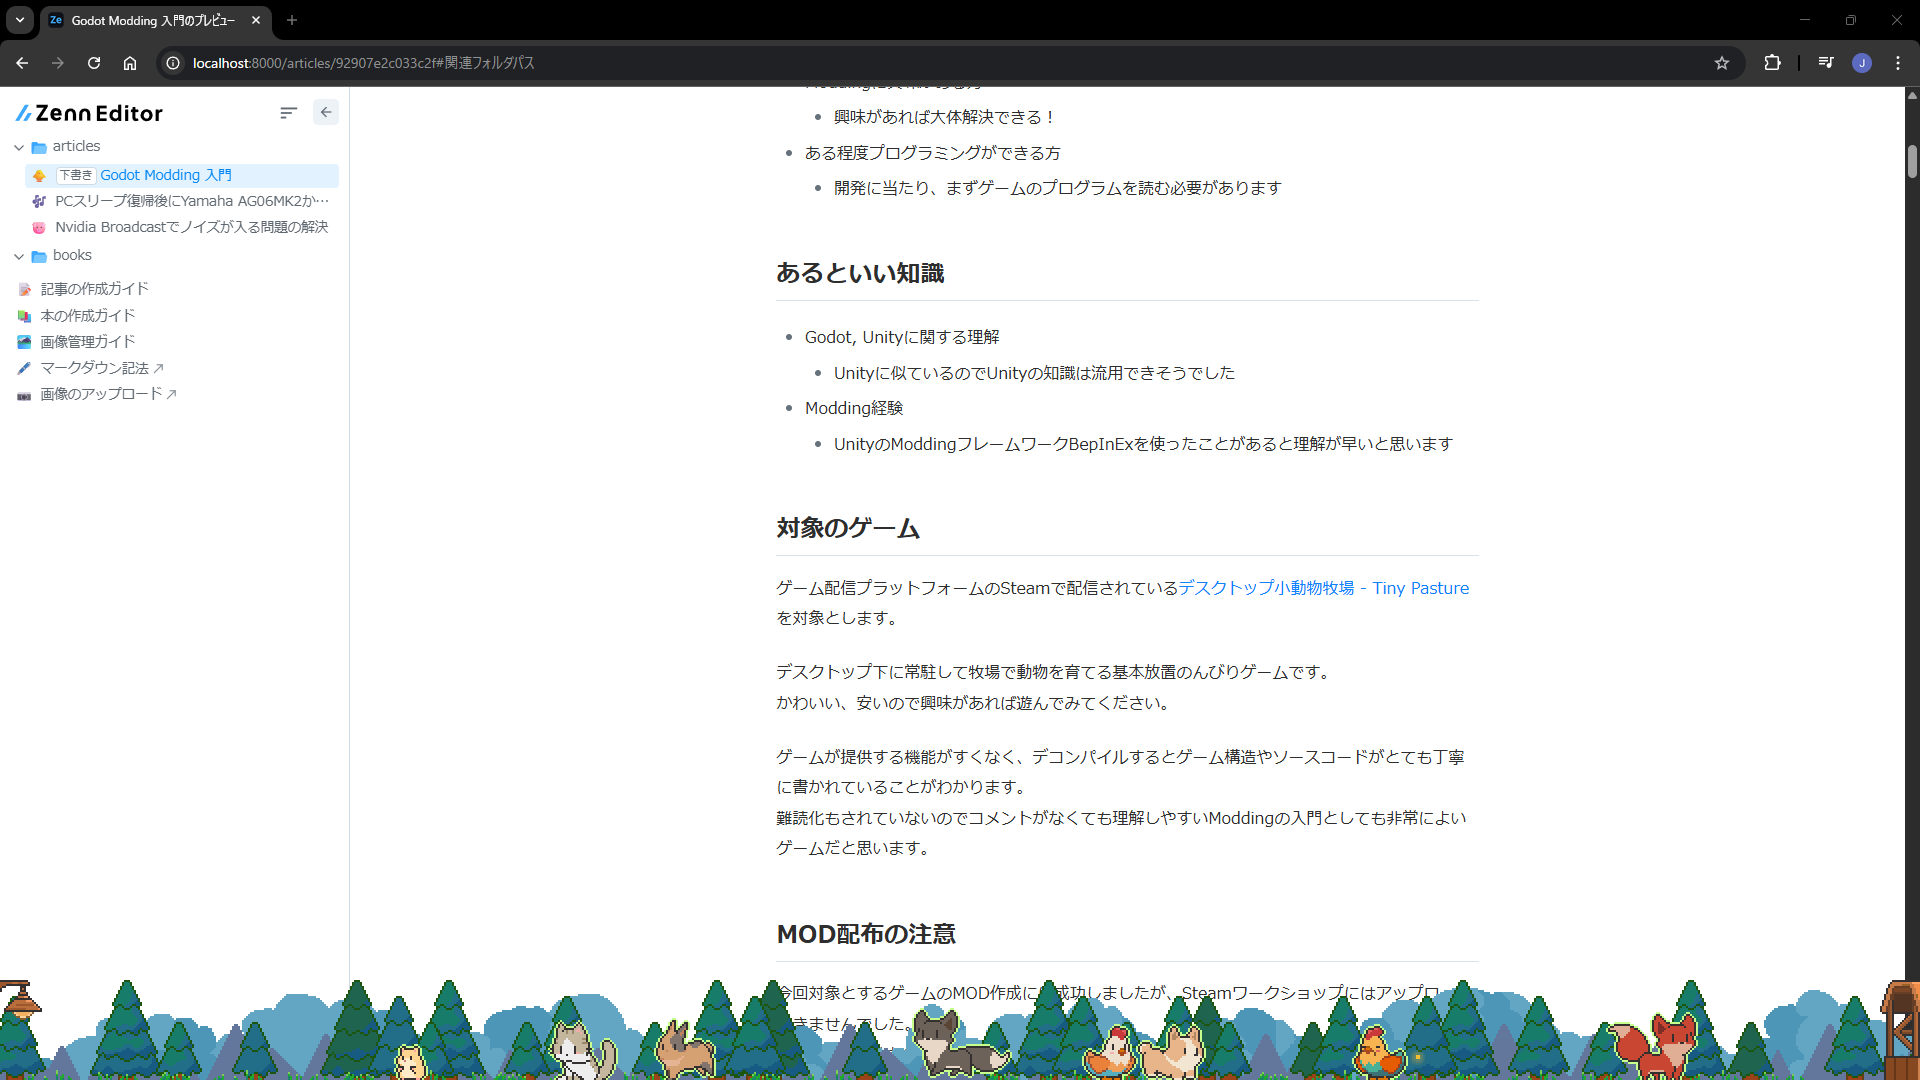 Ze Godot Modding 入門のプレビュー
localhost:8000/articles/92907e2c033c2f#関連フォルダパス
J
Zenn Editor
articles
下書き Godot Modding 入門
PCスリープ復帰後にYamaha AG06MK2か…
Nvidia Broadcastでノイズが入る問題の解決
books
記事の作成ガイド
本の作成ガイド
画像管理ガイド
マークダウン記法
画像のアップロード
興味があれば大体解決できる！
ある程度プログラミングができる方
開発に当たり、まずゲームのプログラムを読む必要があります
あるといい知識
Godot, Unityに関する理解
Unityに似ているのでUnityの知識は流用できそうでした
Modding経験
UnityのModdingフレームワークBepInExを使ったことがあると理解が早いと思います
対象のゲーム
ゲーム配信プラットフォームのSteamで配信されているデスクトップ小動物牧場 - Tiny Pasture
を対象とします。
デスクトップ下に常駐して牧場で動物を育てる基本放置のんびりゲームです。
かわいい、安いので興味があれば遊んでみてください。
ゲームが提供する機能がすくなく、デコンパイルするとゲーム構造やソースコードがとても丁寧
に書かれていることがわかります。
難読化もされていないのでコメントがなくても理解しやすいModdingの入門としても非常によい
ゲームだと思います。
MOD配布の注意
今回対象とするゲームのMOD作成に成功しましたが、Steamワークショップにはアップロ
きませんでした。